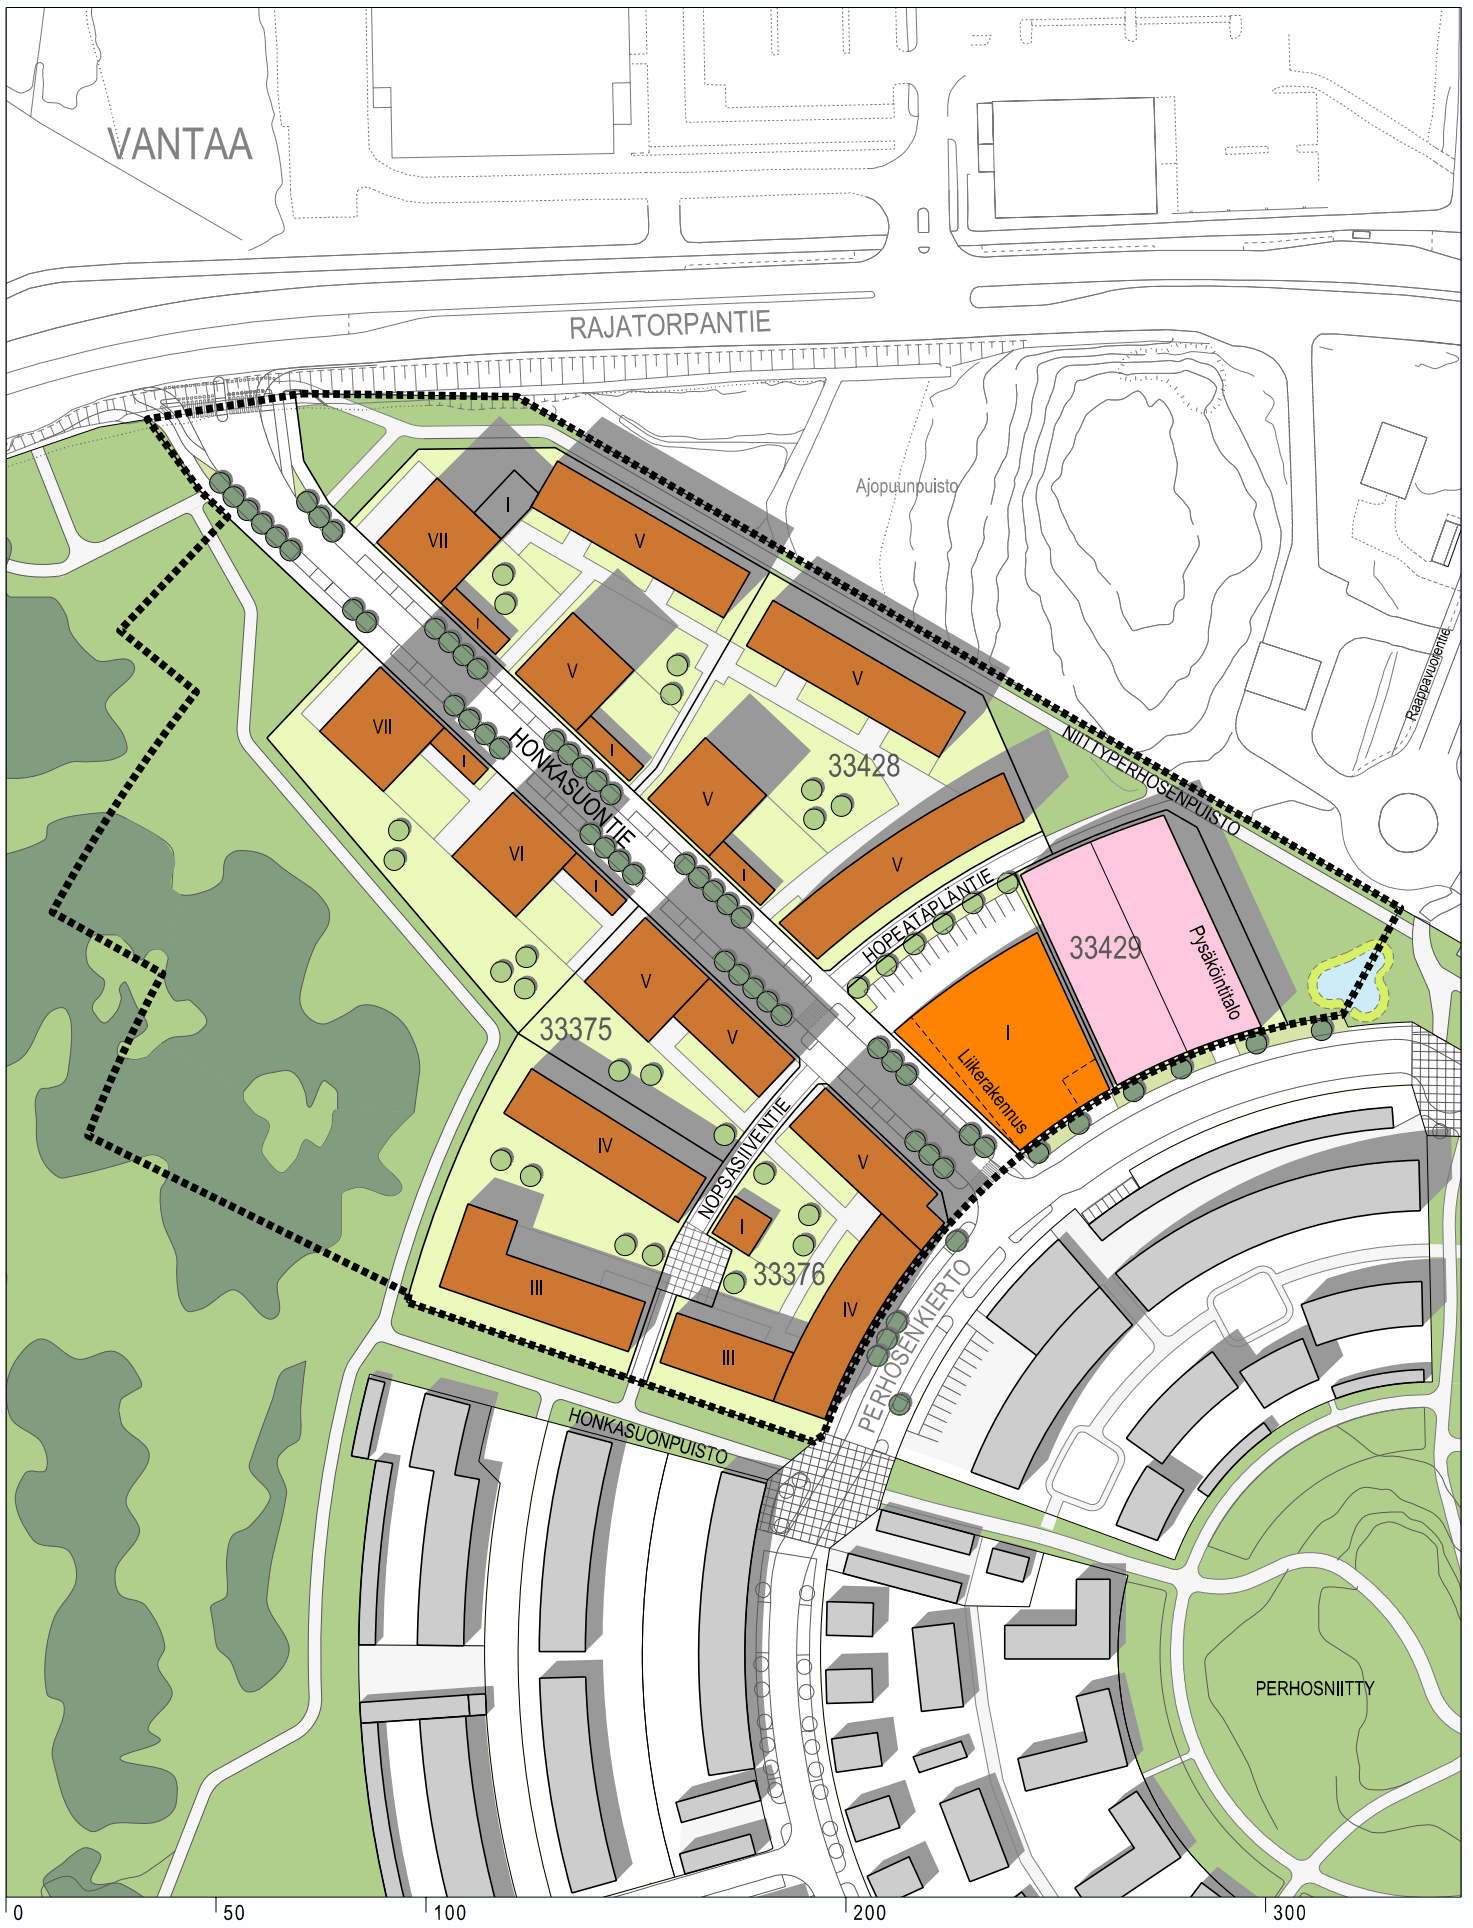 VANTAA
RAJATORPANTIE
Ajopuunpuisto
I
VII
V
I
V
V
VII
I
I
HONKASUONTIE
V
33428
I
VI
I
V
NIITTYPERHOSENPUISTO
Raappavuorentie
HOPEATÄPLÄNTIE
33429
Pysäköintitalo
V
V
33375
I
Liikerakennus
IV
NOPSASIIVENTIE
V
I
33376
III
IV
III
PERHOSENKIERTO
HONKASUONPUISTO
PERHOSNIITTY
0
50
100
200
300